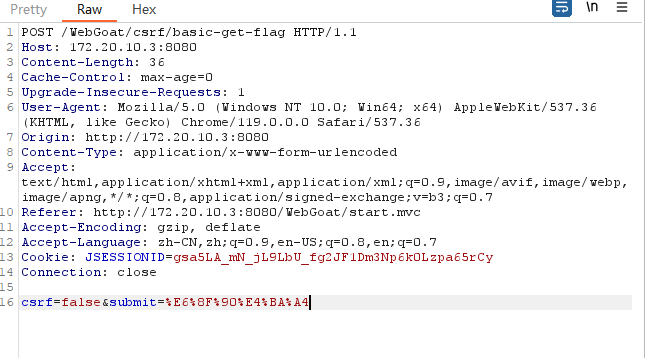 Pretty Raw Hex \n
1 POST /WebGoat/csrf/basic-get-flag HTTP/1.1
2 Host: 172.20.10.3:8080
3 Content-Length: 36
4 Cache-Control: max-age=0
5 Upgrade-Insecure-Requests: 1
6 User-Agent: Mozilla/5.0 (Windows NT 10.0; Win64; x64) AppleWebKit/537.36
(KHTML, like Gecko) Chrome/119.0.0.0 Safari/537.36
7 Origin: http://172.20.10.3:8080
8 Content-Type: application/x-www-form-urlencoded
9 Accept:
text/html,application/xhtml+xml,application/xml;q=0.9,image/avif,image/webp,
image/apng,*/*;q=0.8,application/signed-exchange;v=b3;q=0.7
10 Referer: http://172.20.10.3:8080/WebGoat/start.mvc
11 Accept-Encoding: gzip, deflate
12 Accept-Language: zh-CN,zh;q=0.9,en-US;q=0.8,en;q=0.7
13 Cookie: JSESSIONID=gsa5LA_mN_jL9LbU_fg2JF1Dm3Np6k0Lzpa65rCy
14 Connection: close
15
16 csrf=false&submit=%E6%8F%90%E4%BA%A4